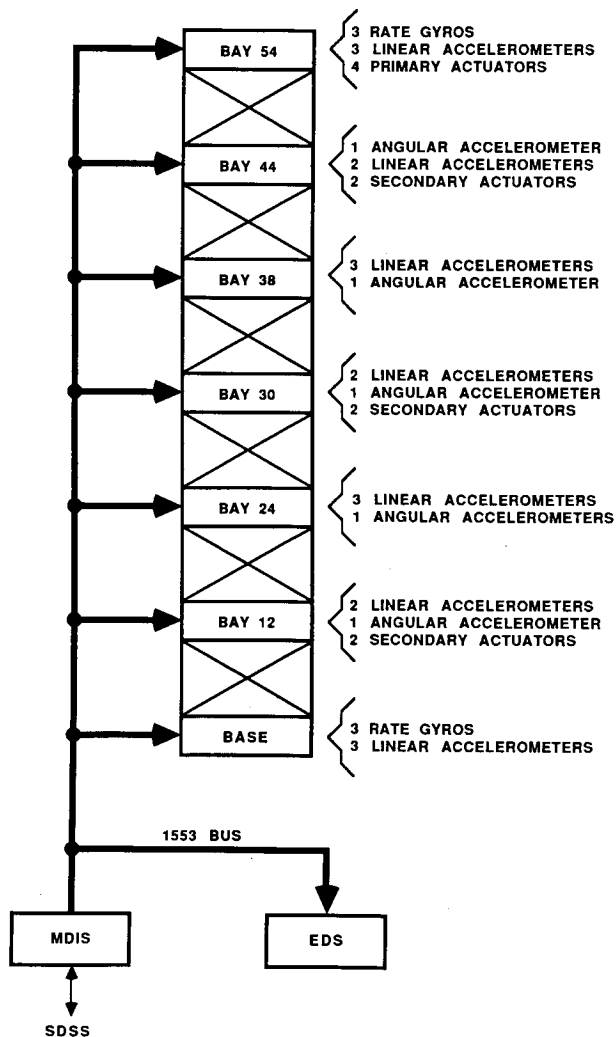 BAY 54
3 RATE GYROS
3 LINEAR ACCELEROMETERS
4 PRIMARY ACTUATORS
BAY 44
1 ANGULAR ACCELEROMETER
2 LINEAR ACCELEROMETERS
2 SECONDARY ACTUATORS
BAY 38
3 LINEAR ACCELEROMETERS
1 ANGULAR ACCELEROMETER
BAY 30
2 LINEAR ACCELEROMETERS
1 ANGULAR ACCELEROMETER
2 SECONDARY ACTUATORS
BAY 24
3 LINEAR ACCELEROMETERS
1 ANGULAR ACCELEROMETERS
BAY 12
2 LINEAR ACCELEROMETERS
1 ANGULAR ACCELEROMETER
2 SECONDARY ACTUATORS
BASE
3 RATE GYROS
3 LINEAR ACCELEROMETERS
1553 BUS
MDIS
EDS
SDSS